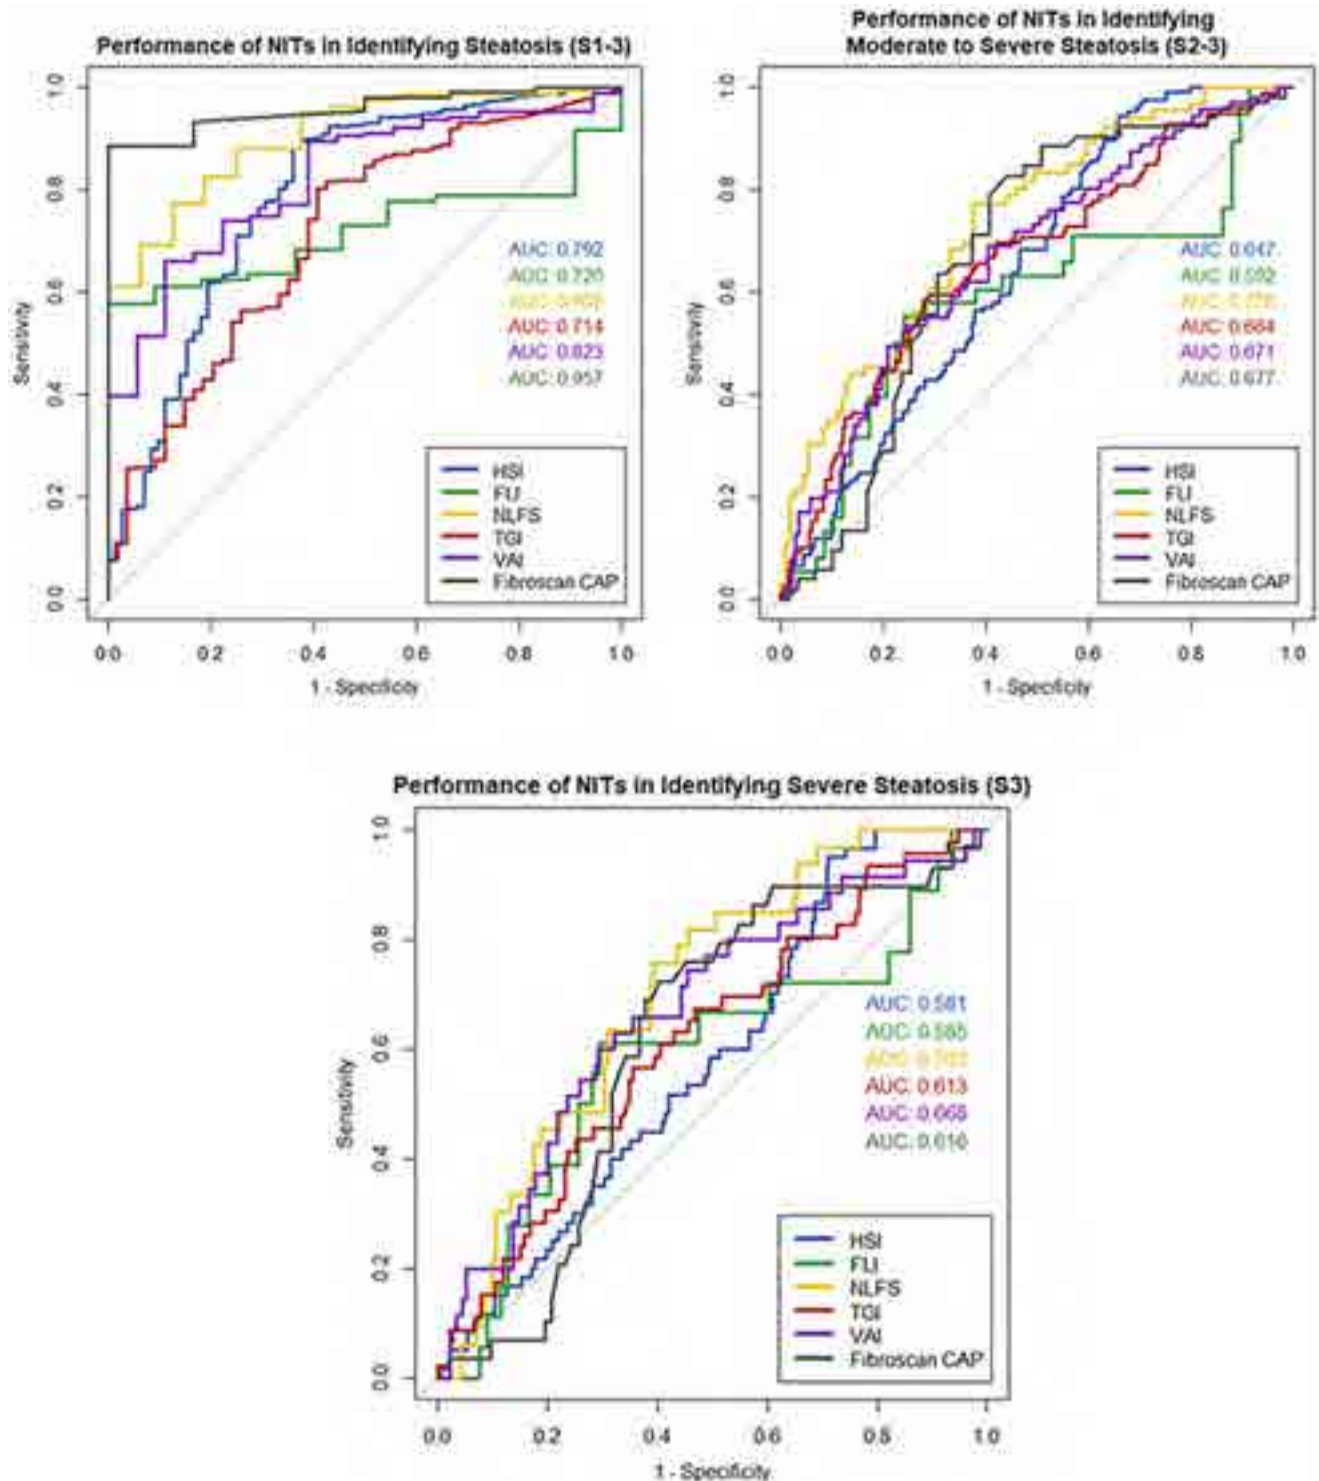 Performance of NITs in Identifying Steatosis (S1-3)
Sensitivity
0.0 0.2 0.4 0.6 0.8 1.0
AUC: 0.792
AUC: 0.720
AUC:
AUC: 0.714
AUC: 0.823
AUC: 0.957
HSI
FLI
NLFS
TGI
VAI
Fibroscan CAP
0.0 0.2 0.4 0.6 0.8 1.0
1 - Specificity
Performance of NITs in Identifying
Moderate to Severe Steatosis (S2-3)
Sensitivity
0.0 0.2 0.4 0.6 0.8 1.0
AUC: 0.647
AUC: 0.592
AUC:
AUC: 0.664
AUC: 0.671
AUC: 0.677
HSI
FLI
NLFS
TGI
VAI
Fibroscan CAP
0.0 0.2 0.4 0.6 0.8 1.0
1 - Specificity
Performance of NITs in Identifying Severe Steatosis (S3)
Sensitivity
0.0 0.2 0.4 0.6 0.8 1.0
AUC: 0.581
AUC: 0.585
AUC:
AUC: 0.613
AUC: 0.668
AUC: 0.616
HSI
FLI
NLFS
TGI
VAI
Fibroscan CAP
0.0 0.2 0.4 0.6 0.8 1.0
1 - Specificity